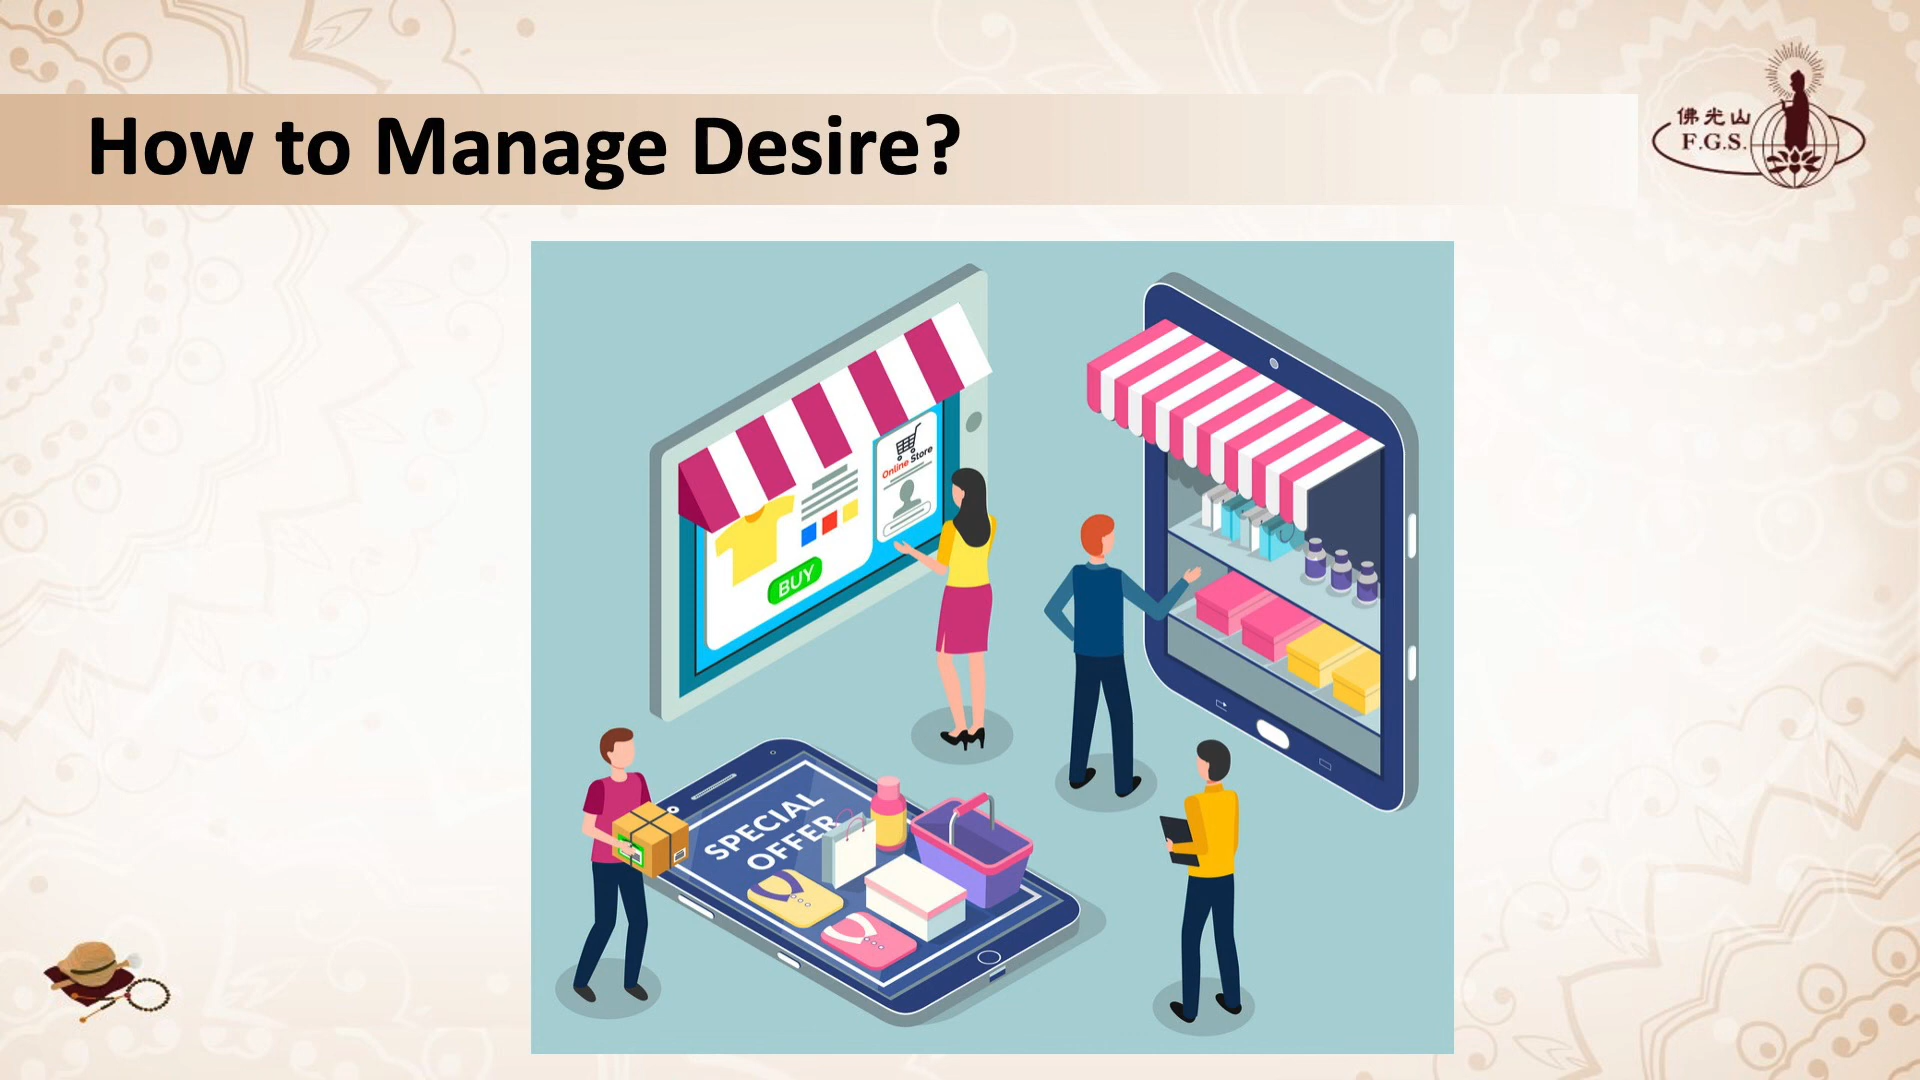 How to Manage Desire?
佛光山
F.G.S.
Online Store
BUY
SPECIAL
OFFER